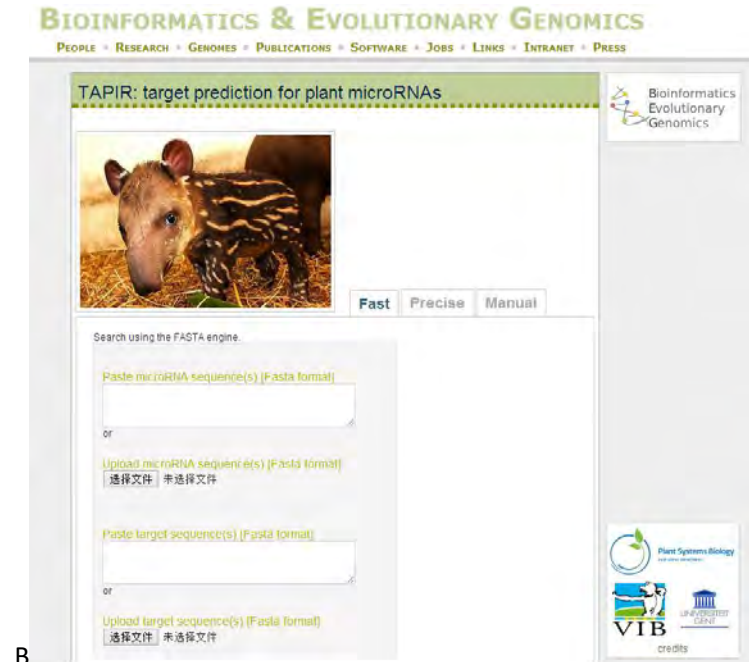 BIOINFORMATICS & EVOLUTIONARY GENOMICS
PEOPLE RESEARCH GENOMES PUBLICATIONS SOFTWARE JOBS LINKS INTRANET PRESS
TAPIR: target prediction for plant microRNAs
Bioinformatics
Evolutionary
Genomics
Fast Precise Manual
Search using the FASTA engine.
Paste microRNA sequence(s) [Fasta format]
or
Upload microRNA sequence(s) [Fasta format]
选择文件 未选择文件
Paste target sequence(s) [Fasta format]
or
Upload target sequence(s) [Fasta format]
选择文件 未选择文件
Plant Systems Biology
VIB
UNIVERSITEIT
GENT
credits
B